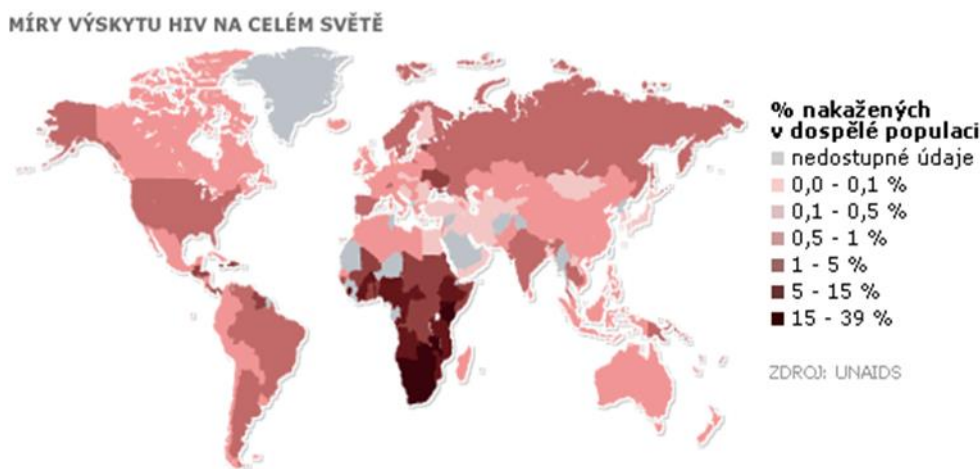 MÍRY VÝSKYTU HIV NA CELÉM SVĚTĚ
% nakažených
v dospělé populaci
nedostupné údaje
0,0 - 0,1 %
0,1 - 0,5 %
0,5 - 1 %
1 - 5 %
5 - 15 %
15 - 39 %
ZDROJ: UNAIDS